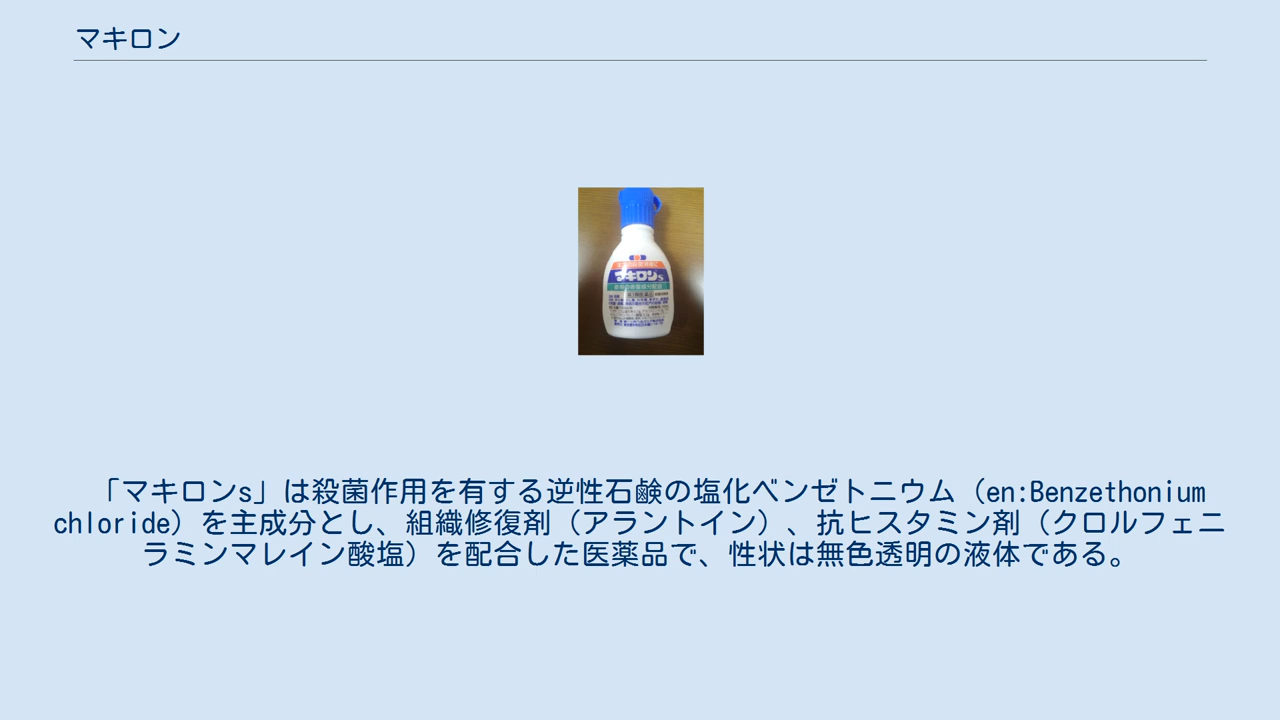 マキロン
マキロンs
「マキロンs」は殺菌作用を有する逆性石鹸の塩化ベンゼトニウム（en:Benzethonium
chloride）を主成分とし、組織修復剤（アラントイン）、抗ヒスタミン剤（クロルフェニ
ラミンマレイン酸塩）を配合した医薬品で、性状は無色透明の液体である。